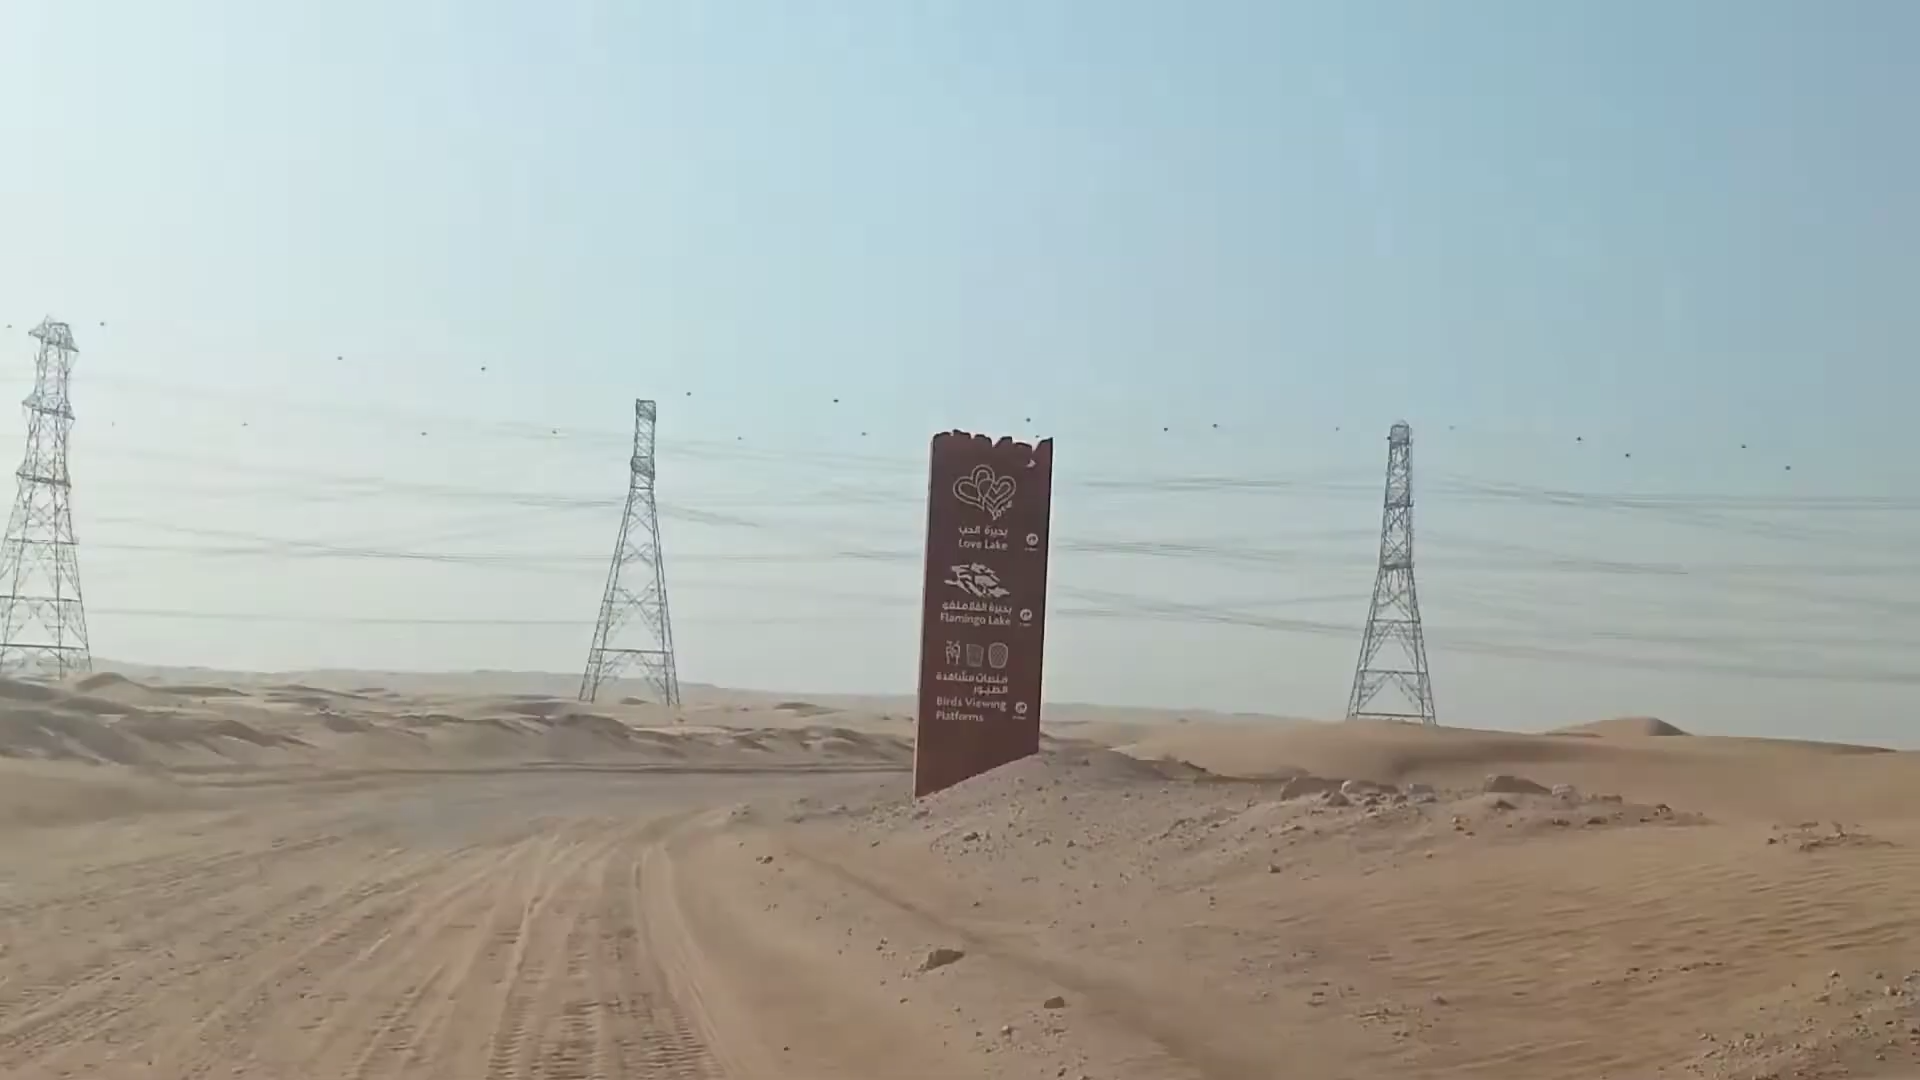 بحيرة الحب
Love Lake
بحيرة الفلامنغو
Flamingo Lake
منصات مشاهدة
الطيور
Birds Viewing
Platforms